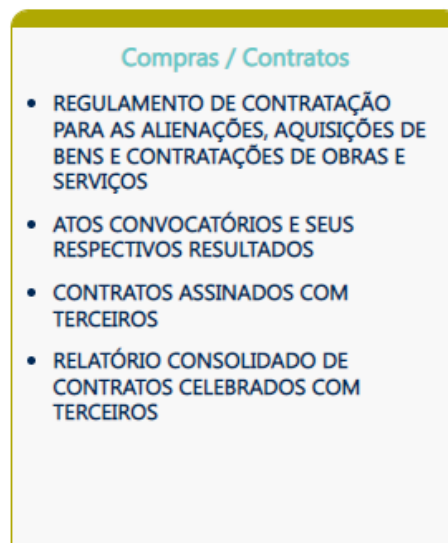 Compras / Contratos
• REGULAMENTO DE CONTRATAÇÃO
PARA AS ALIENAÇÕES, AQUISIÇÕES DE
BENS E CONTRATAÇÕES DE OBRAS E
SERVIÇOS
• ATOS CONVOCATÓRIOS E SEUS
RESPECTIVOS RESULTADOS
• CONTRATOS ASSINADOS COM
TERCEIROS
• RELATÓRIO CONSOLIDADO DE
CONTRATOS CELEBRADOS COM
TERCEIROS